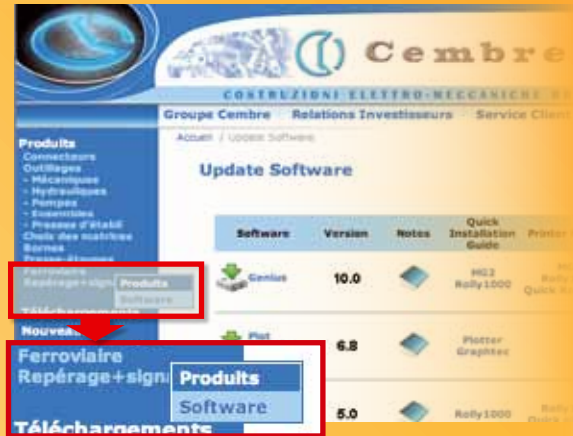 Cembre
COSTRUZIONI ELETTRO-MECCANICHE
Groupe Cembre Relations Investisseurs Service Client
Accueil / Update Software
Produits
Connecteurs
Outillages
- Mécaniques
- Hydrauliques
- Pompes
- Ensembles
- Presses d'établi
Choix des matrices
Bornes
Presse-étoupes
Ferroviaire
Repérage+sign
Produits
Software
Téléchargements
Update Software
Software Version Notes Quick Installation Guide Printer
Genius 10.0 MG2 Rolly1000
Plot 6.8 Plotter Graphtec
5.0 Rolly1000
Ferroviaire
Repérage+sign
Produits
Software
Téléchargements